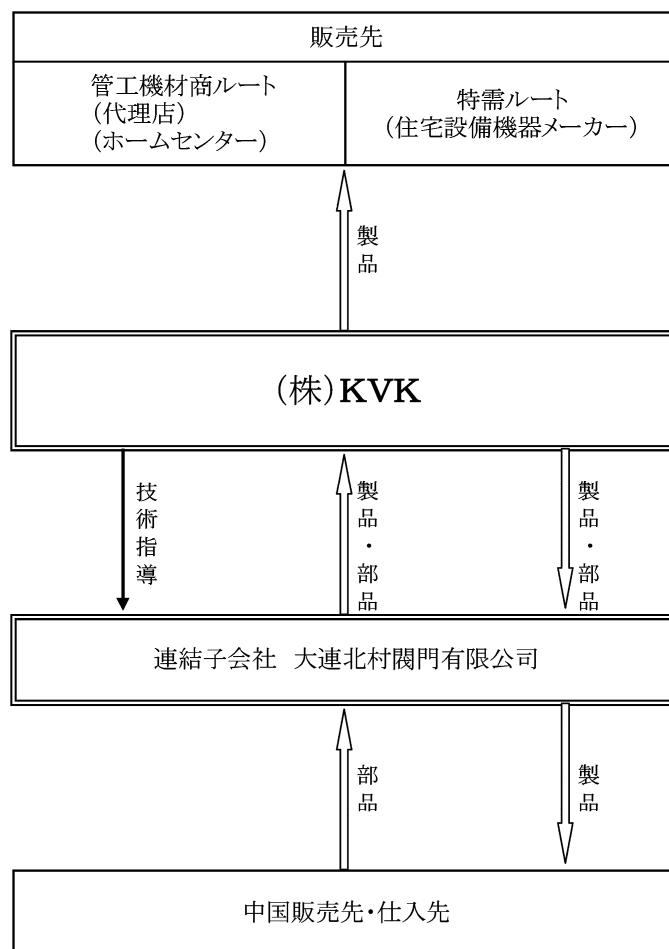 販売先
管工機材商ルート
(代理店)
(ホームセンター)
特需ルート
(住宅設備機器メーカー)
製品
(株)KVK
技術指導
製品・部品
製品・部品
連結子会社　大連北村閥門有限公司
部品
製品
中国販売先・仕入先